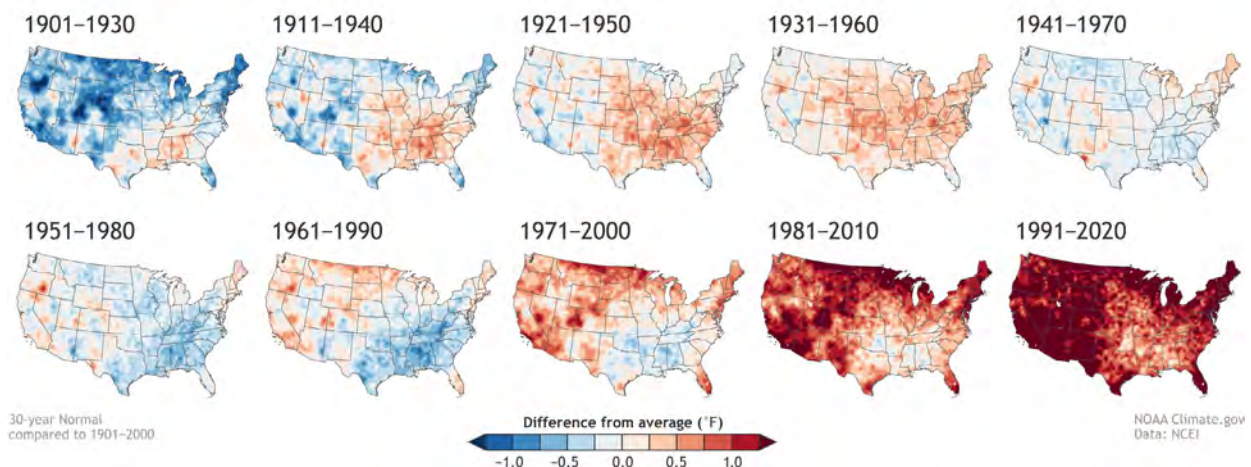 1901–1930
1911–1940
1921–1950
1931–1960
1941–1970
1951–1980
1961–1990
1971–2000
1981–2010
1991–2020
30-year Normal
compared to 1901–2000
Difference from average (°F)
−1.0 −0.5 0.0 0.5 1.0
NOAA Climate.gov
Data: NCEI